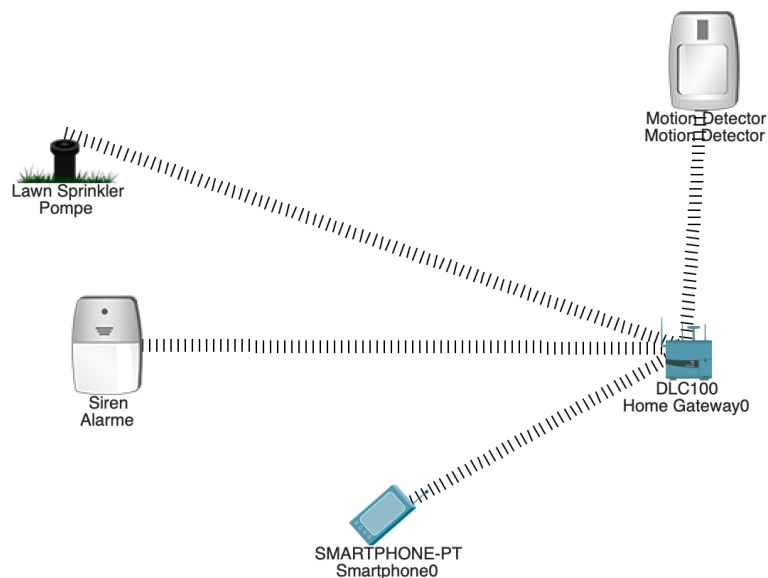 Motion Detector
Motion Detector
Lawn Sprinkler
Pompe
Siren
Alarme
DLC100
Home Gateway0
SMARTPHONE-PT
Smartphone0